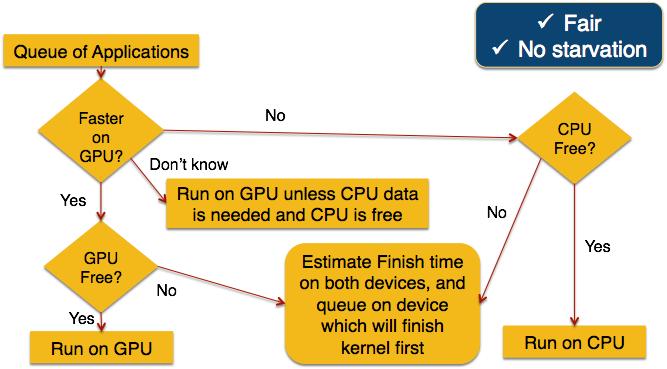 ✓ Fair
✓ No starvation
Queue of Applications
Faster
on
GPU?
No
CPU
Free?
Don't know
Run on GPU unless CPU data
is needed and CPU is free
Yes
No
GPU
Free?
Estimate Finish time
on both devices, and
queue on device
which will finish
kernel first
Yes
No
Yes
Run on GPU
Run on CPU